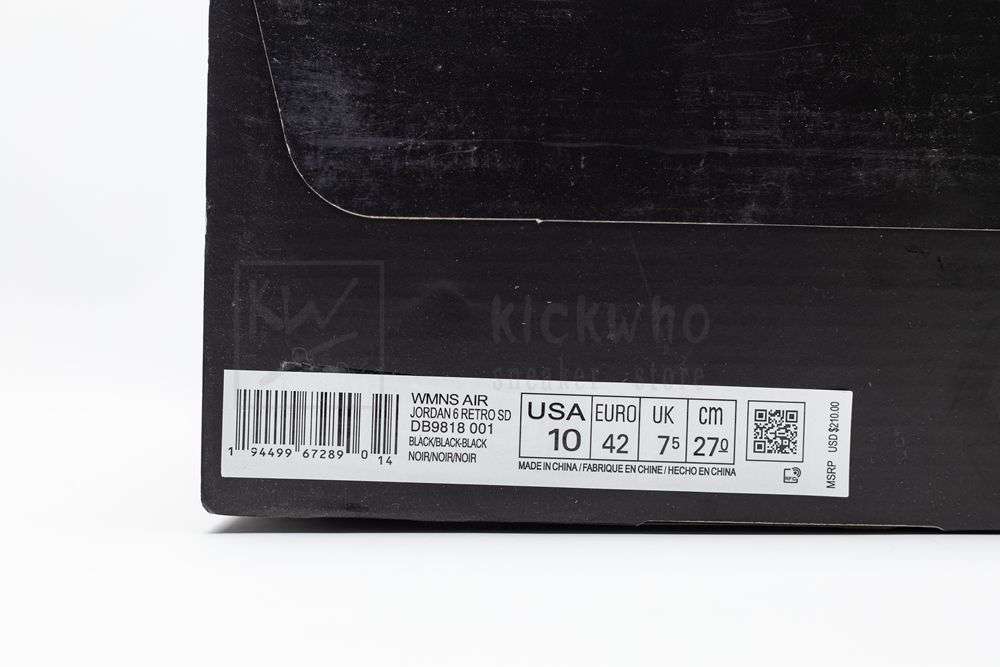 KW
kickwho
sneaker store
WMNS AIR
JORDAN 6 RETRO SD
DB9818 001
BLACK/BLACK-BLACK
NOIR/NOIR/NOIR
1 94499 67289 0 14
USA EURO UK cm
10 42 7 5 27 0
MADE IN CHINA / FABRIQUE EN CHINE / HECHO EN CHINA
MSRP USD $210.00